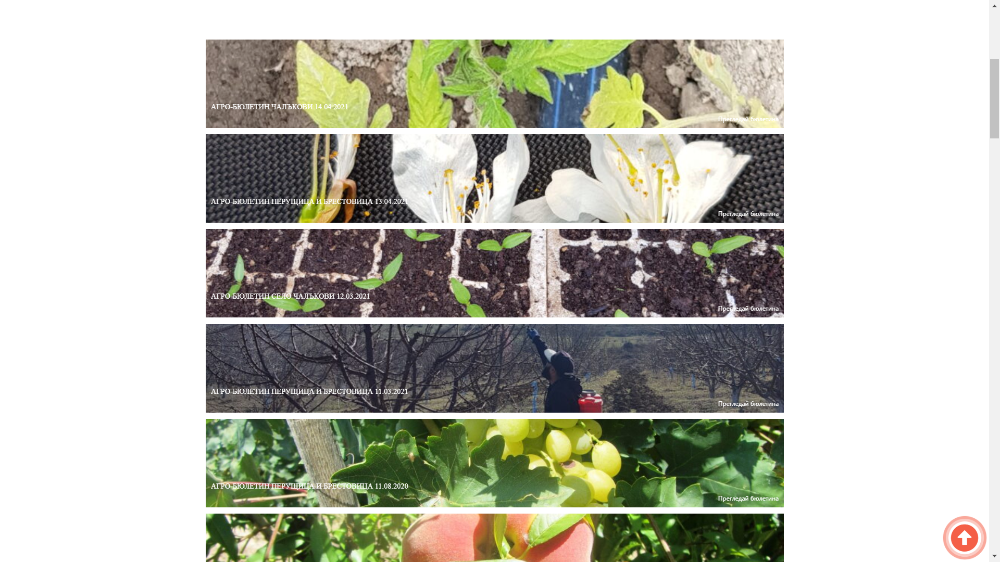 АГРО-БЮЛЕТИН ЧАЛЪКОВИ 14.04.2021
Прегледай бюлетина
АГРО-БЮЛЕТИН ПЕРУЩИЦА И БРЕСТОВИЦА 13.04.2021
Прегледай бюлетина
АГРО-БЮЛЕТИН СЕЛО ЧАЛЪКОВИ 12.03.2021
Прегледай бюлетина
АГРО-БЮЛЕТИН ПЕРУЩИЦА И БРЕСТОВИЦА 11.03.2021
Прегледай бюлетина
АГРО-БЮЛЕТИН ПЕРУЩИЦА И БРЕСТОВИЦА 11.08.2020
Прегледай бюлетина